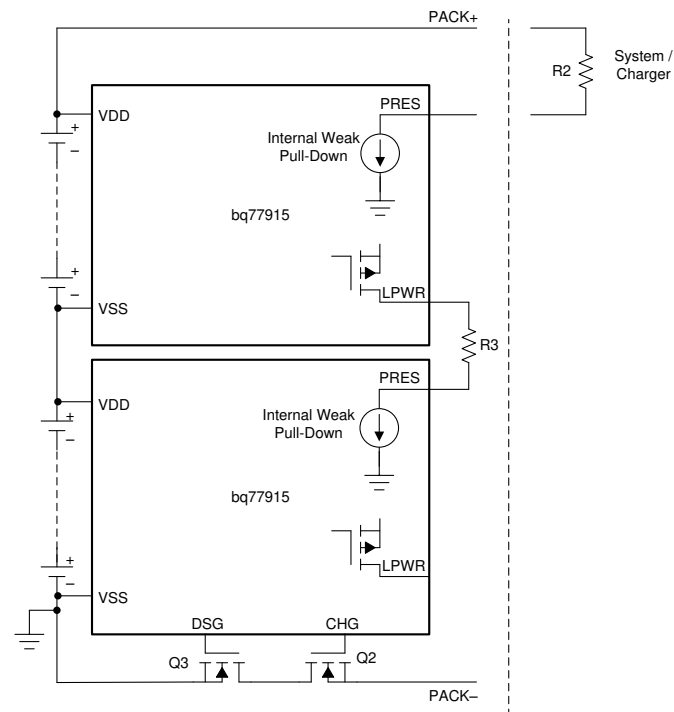 PACK+
R2
System /
Charger
+
–
VDD
PRES
Internal Weak
Pull-Down
bq77915
+
–
LPWR
VSS
R3
PRES
VDD
+
–
Internal Weak
Pull-Down
bq77915
+
–
LPWR
VSS
DSG
CHG
Q3
Q2
PACK–